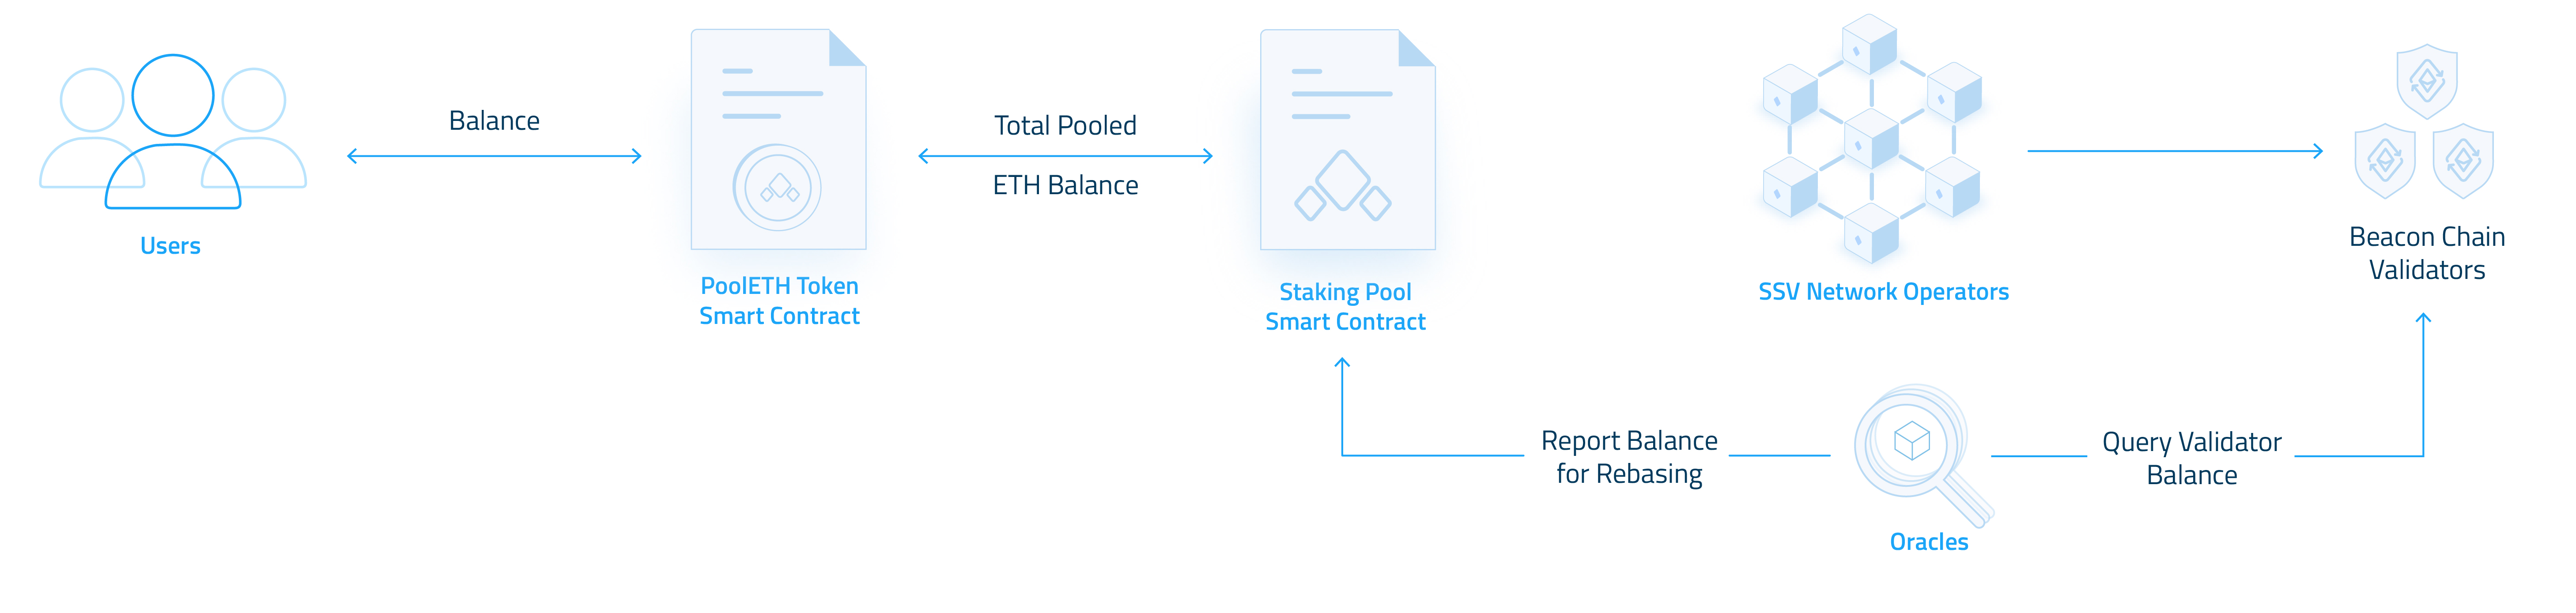 Balance
Users
PoolETH Token
Smart Contract
Total Pooled
ETH Balance
Staking Pool
Smart Contract
SSV Network Operators
Beacon Chain
Validators
Report Balance
for Rebasing
Oracles
Query Validator
Balance